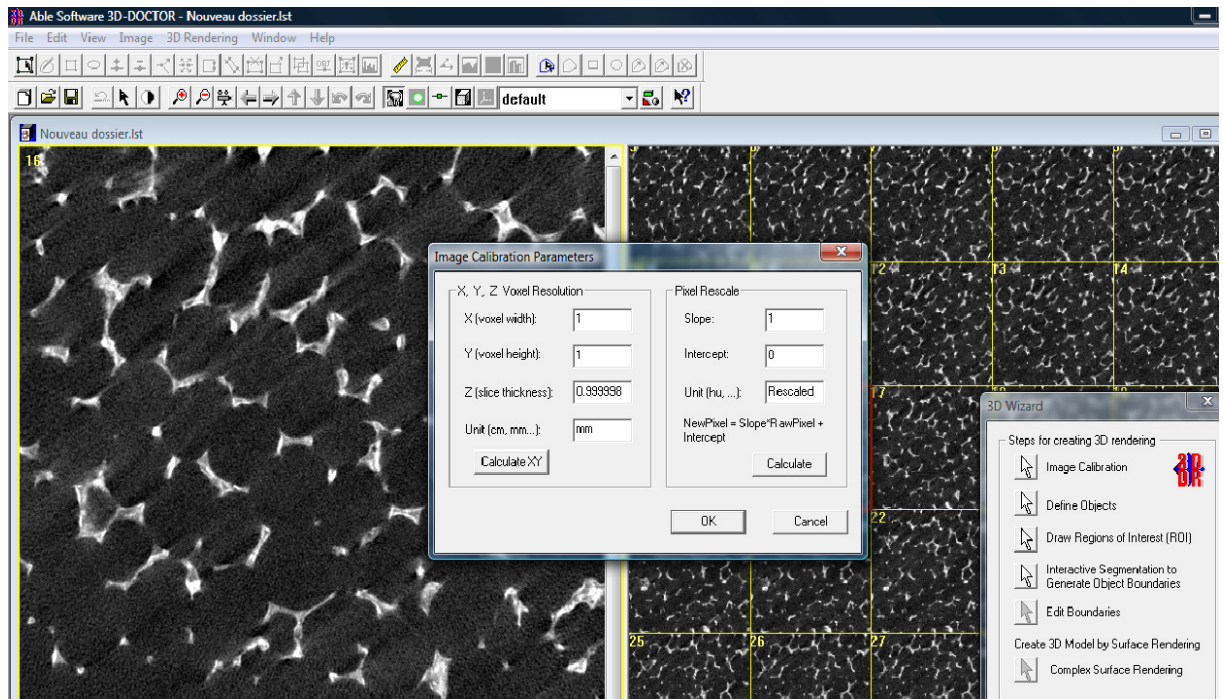 Able Software 3D-DOCTOR - Nouveau dossier.lst
File Edit View Image 3D Rendering Window Help
default
Nouveau dossier.lst
16
12 13 14
17
22
25 26 27
Image Calibration Parameters
X, Y, Z Voxel Resolution
X (voxel width): 1
Y (voxel height): 1
Z (slice thickness): 0.999998
Unit (cm, mm...): mm
Calculate XY
Pixel Rescale
Slope: 1
Intercept: 0
Unit (hu, ...): Rescaled
NewPixel = Slope*RawPixel +
Intercept
Calculate
OK Cancel
3D Wizard
Steps for creating 3D rendering
Image Calibration
Define Objects
Draw Regions of Interest (ROI)
Interactive Segmentation to
Generate Object Boundaries
Edit Boundaries
Create 3D Model by Surface Rendering
Complex Surface Rendering